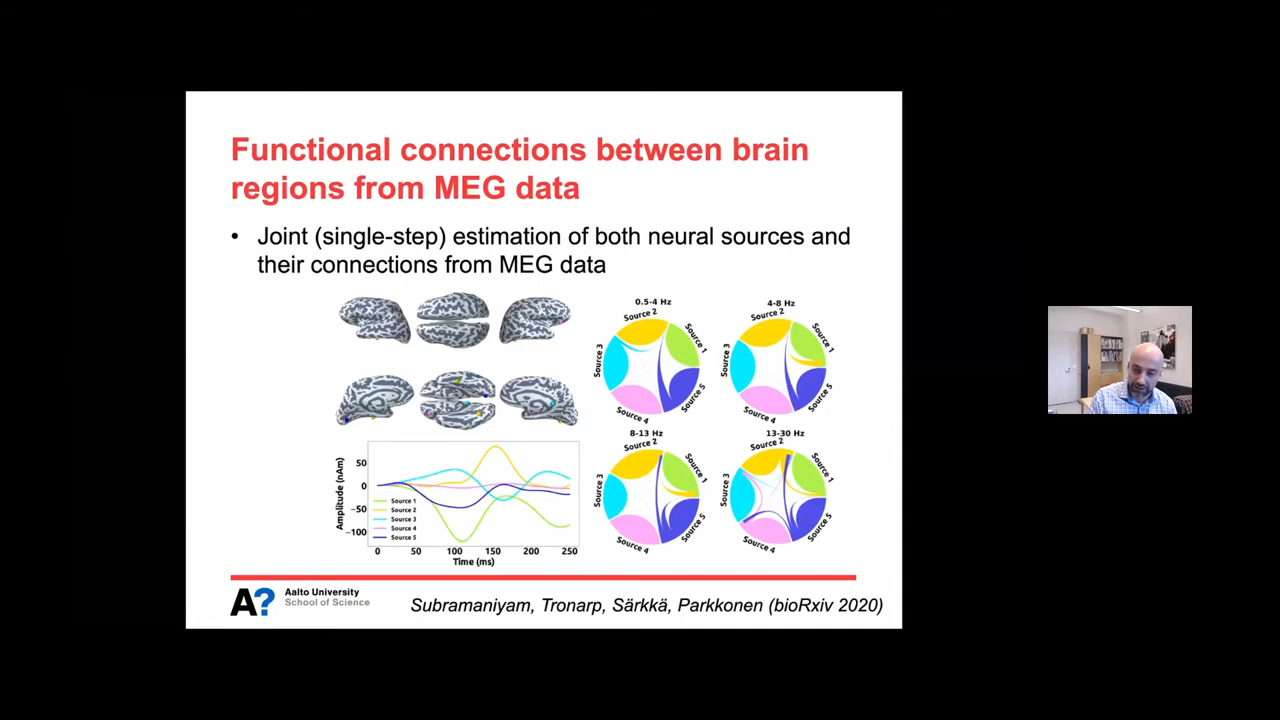 Functional connections between brain
regions from MEG data
• Joint (single-step) estimation of both neural sources and
their connections from MEG data
0.5-4 Hz
Source 2
Source 1
Source 3
Source 4
Source 5
4-8 Hz
Source 2
Source 1
Source 3
Source 4
Source 5
8-13 Hz
Source 2
Source 1
Source 3
Source 4
Source 5
13-30 Hz
Source 2
Source 1
Source 3
Source 4
Source 5
Amplitude (nAm)
50
0
−50
−100
Source 1
Source 2
Source 3
Source 4
Source 5
0 50 100 150 200 250
Time (ms)
A?
Aalto University
School of Science
Subramaniyam, Tronarp, Särkkä, Parkkonen (bioRxiv 2020)